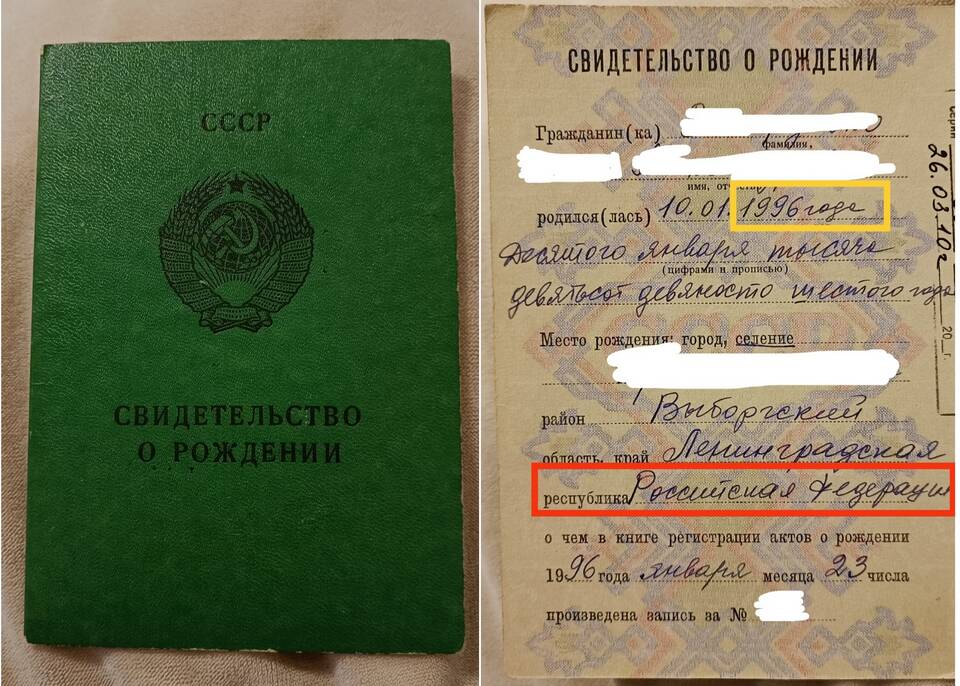 СССР
СВИДЕТЕЛЬСТВО
О РОЖДЕНИИ
СВИДЕТЕЛЬСТВО О РОЖДЕНИИ
Гражданин(ка)
фамилия,
имя,
родился(лась) 10.01.1996 года
Десятого января тысяча
(цифрами и прописью)
девятьсот девяносто шестого года
Место рождения: город, селение
район Выборгский
область, край Ленинградская
республика Российская Федерация
о чем в книге регистрации актов о рождении
1996 года января месяца 23 числа
произведена запись за №
26.03.10г
20 г.